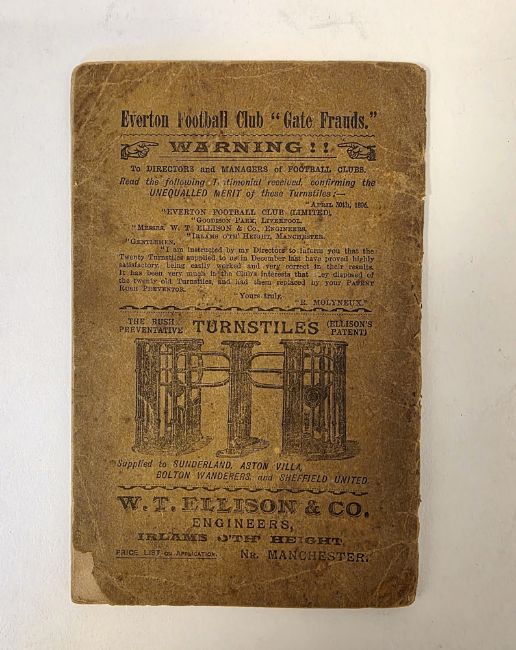 Everton Football Club "Gate Frauds."
WARNING!!
To DIRECTORS and MANAGERS of FOOTBALL CLUBS.
Read the following Testimonial received, confirming the
UNEQUALLED MERIT of these Turnstiles:—
"April 30th, 1896.
"EVERTON FOOTBALL CLUB (LIMITED),
"Goodison Park, Liverpool.
"Messrs. W. T. ELLISON & Co., Engineers,
"Irlams o'th' Height, Manchester.
"Gentlemen,
"I am instructed by my Directors to inform you that the
Twenty Turnstiles supplied to us in December last have proved highly
satisfactory, being easily worked and very correct in their results.
It has been very much in the Club's interests that disposed of
the twenty old Turnstiles, and had them replaced by your Patent
Rush Preventor.
Yours truly,
"R. MOLYNEUX."
THE RUSH PREVENTATIVE TURNSTILES (ELLISON'S PATENT)
Supplied to SUNDERLAND, ASTON VILLA,
BOLTON WANDERERS, and SHEFFIELD UNITED.
W. T. ELLISON & CO.
ENGINEERS,
IRLAMS O'TH' HEIGHT,
PRICE LIST on Application. Nr. MANCHESTER.